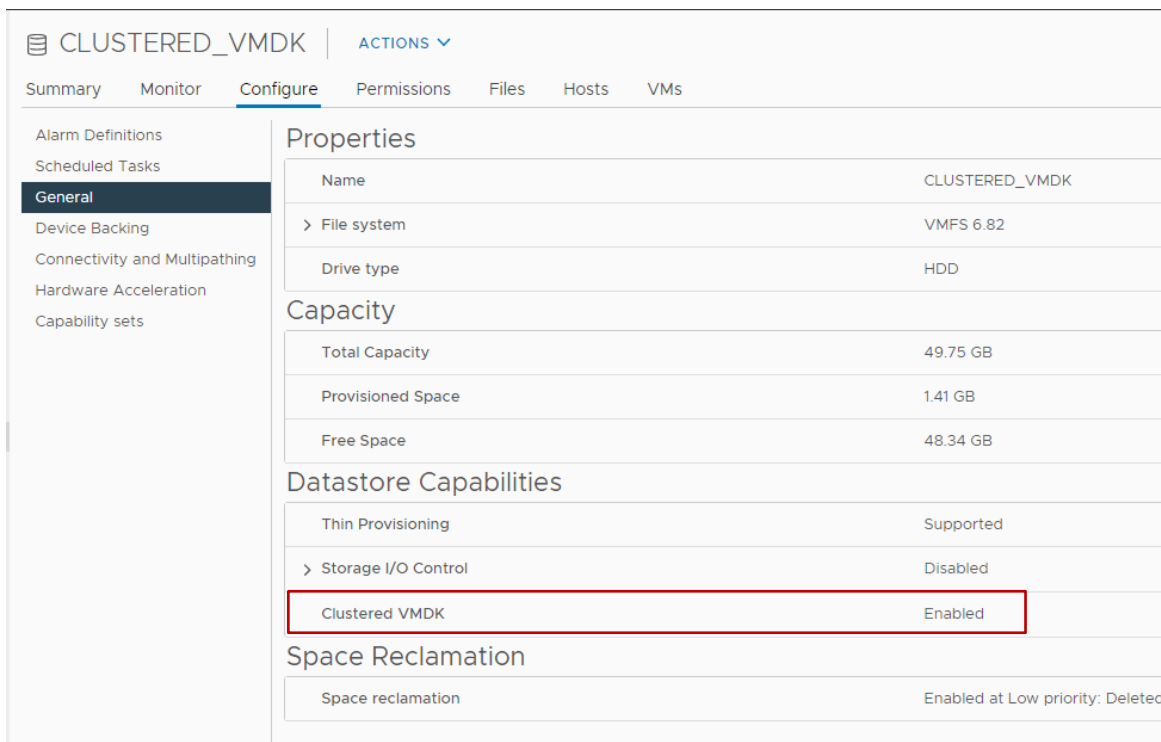 CLUSTERED_VMDK ACTIONS
Summary Monitor Configure Permissions Files Hosts VMs
Alarm Definitions
Scheduled Tasks
General
Device Backing
Connectivity and Multipathing
Hardware Acceleration
Capability sets
Properties
Name CLUSTERED_VMDK
File system VMFS 6.82
Drive type HDD
Capacity
Total Capacity 49.75 GB
Provisioned Space 1.41 GB
Free Space 48.34 GB
Datastore Capabilities
Thin Provisioning Supported
Storage I/O Control Disabled
Clustered VMDK Enabled
Space Reclamation
Space reclamation Enabled at Low priority: Deleted